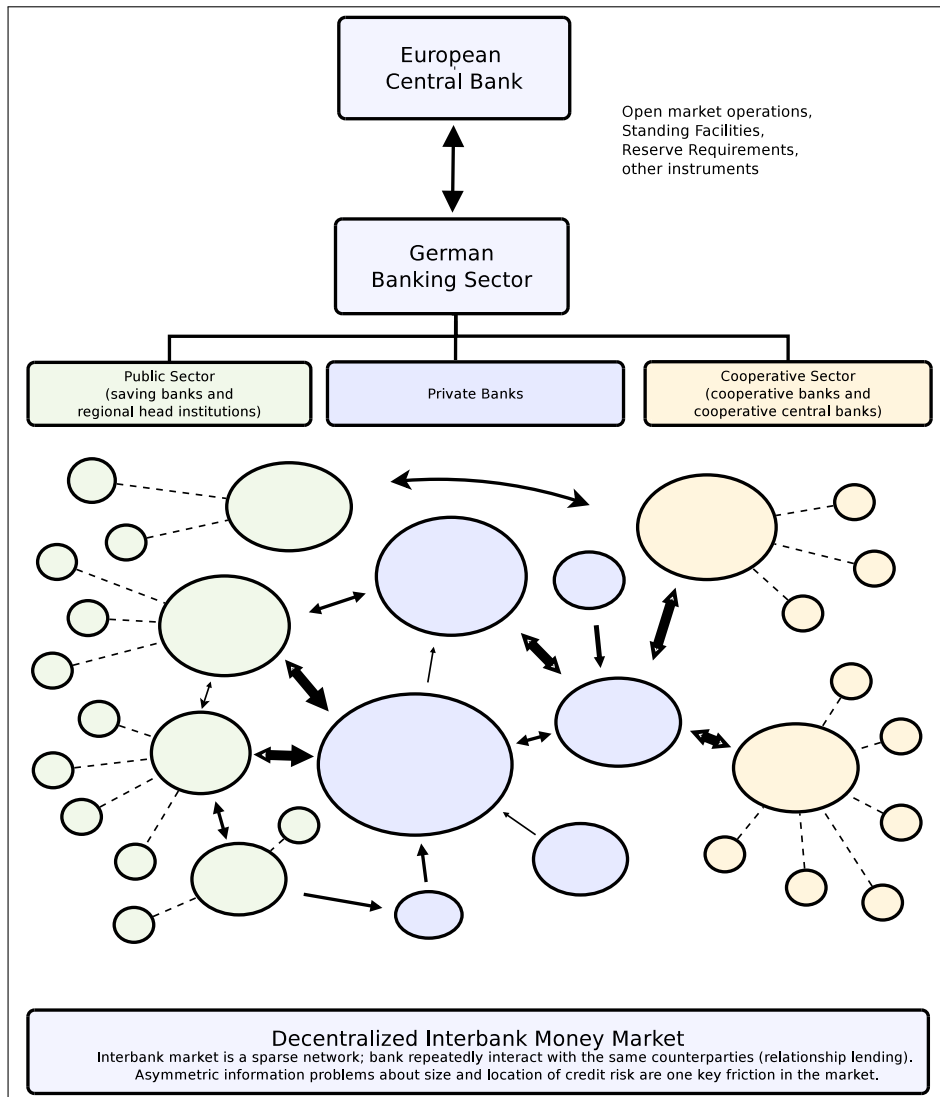 European
Central Bank
Open market operations,
Standing Facilities,
Reserve Requirements,
other instruments
German
Banking Sector
Public Sector
(saving banks and
regional head institutions)
Private Banks
Cooperative Sector
(cooperative banks and
cooperative central banks)
Decentralized Interbank Money Market
Interbank market is a sparse network; bank repeatedly interact with the same counterparties (relationship lending).
Asymmetric information problems about size and location of credit risk are one key friction in the market.